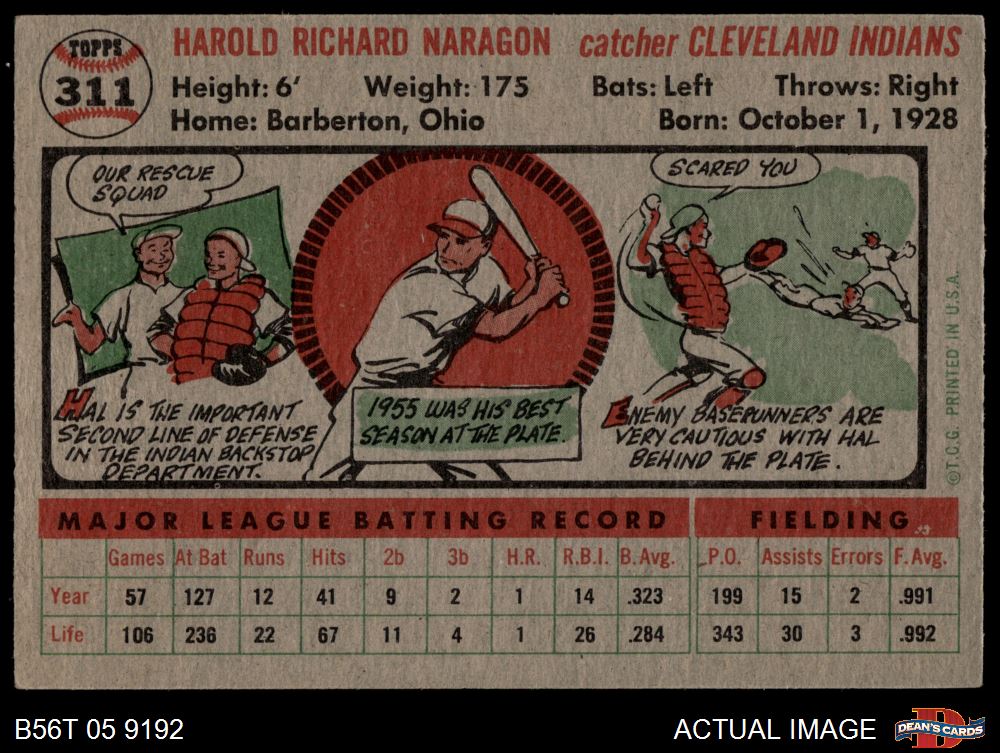 TOPPS
311
HAROLD RICHARD NARAGON catcher CLEVELAND INDIANS
Height: 6' Weight: 175 Bats: Left Throws: Right
Home: Barberton, Ohio Born: October 1, 1928
OUR RESCUE
SQUAD
SCARED YOU
HAL IS THE IMPORTANT
SECOND LINE OF DEFENSE
IN THE INDIAN BACKSTOP
DEPARTMENT.
1955 WAS HIS BEST
SEASON AT THE PLATE.
ENEMY BASERUNNERS ARE
VERY CAUTIOUS WITH HAL
BEHIND THE PLATE.
©T.C.G. PRINTED IN U.S.A.
MAJOR LEAGUE BATTING RECORD FIELDING
Games At Bat Runs Hits 2b 3b H.R. R.B.I. B. Avg. P.O. Assists Errors F. Avg.
Year 57 127 12 41 9 2 1 14 .323 199 15 2 .991
Life 106 236 22 67 11 4 1 26 .284 343 30 3 .992
B56T 05 9192 ACTUAL IMAGE
D
DEAN'S CARDS